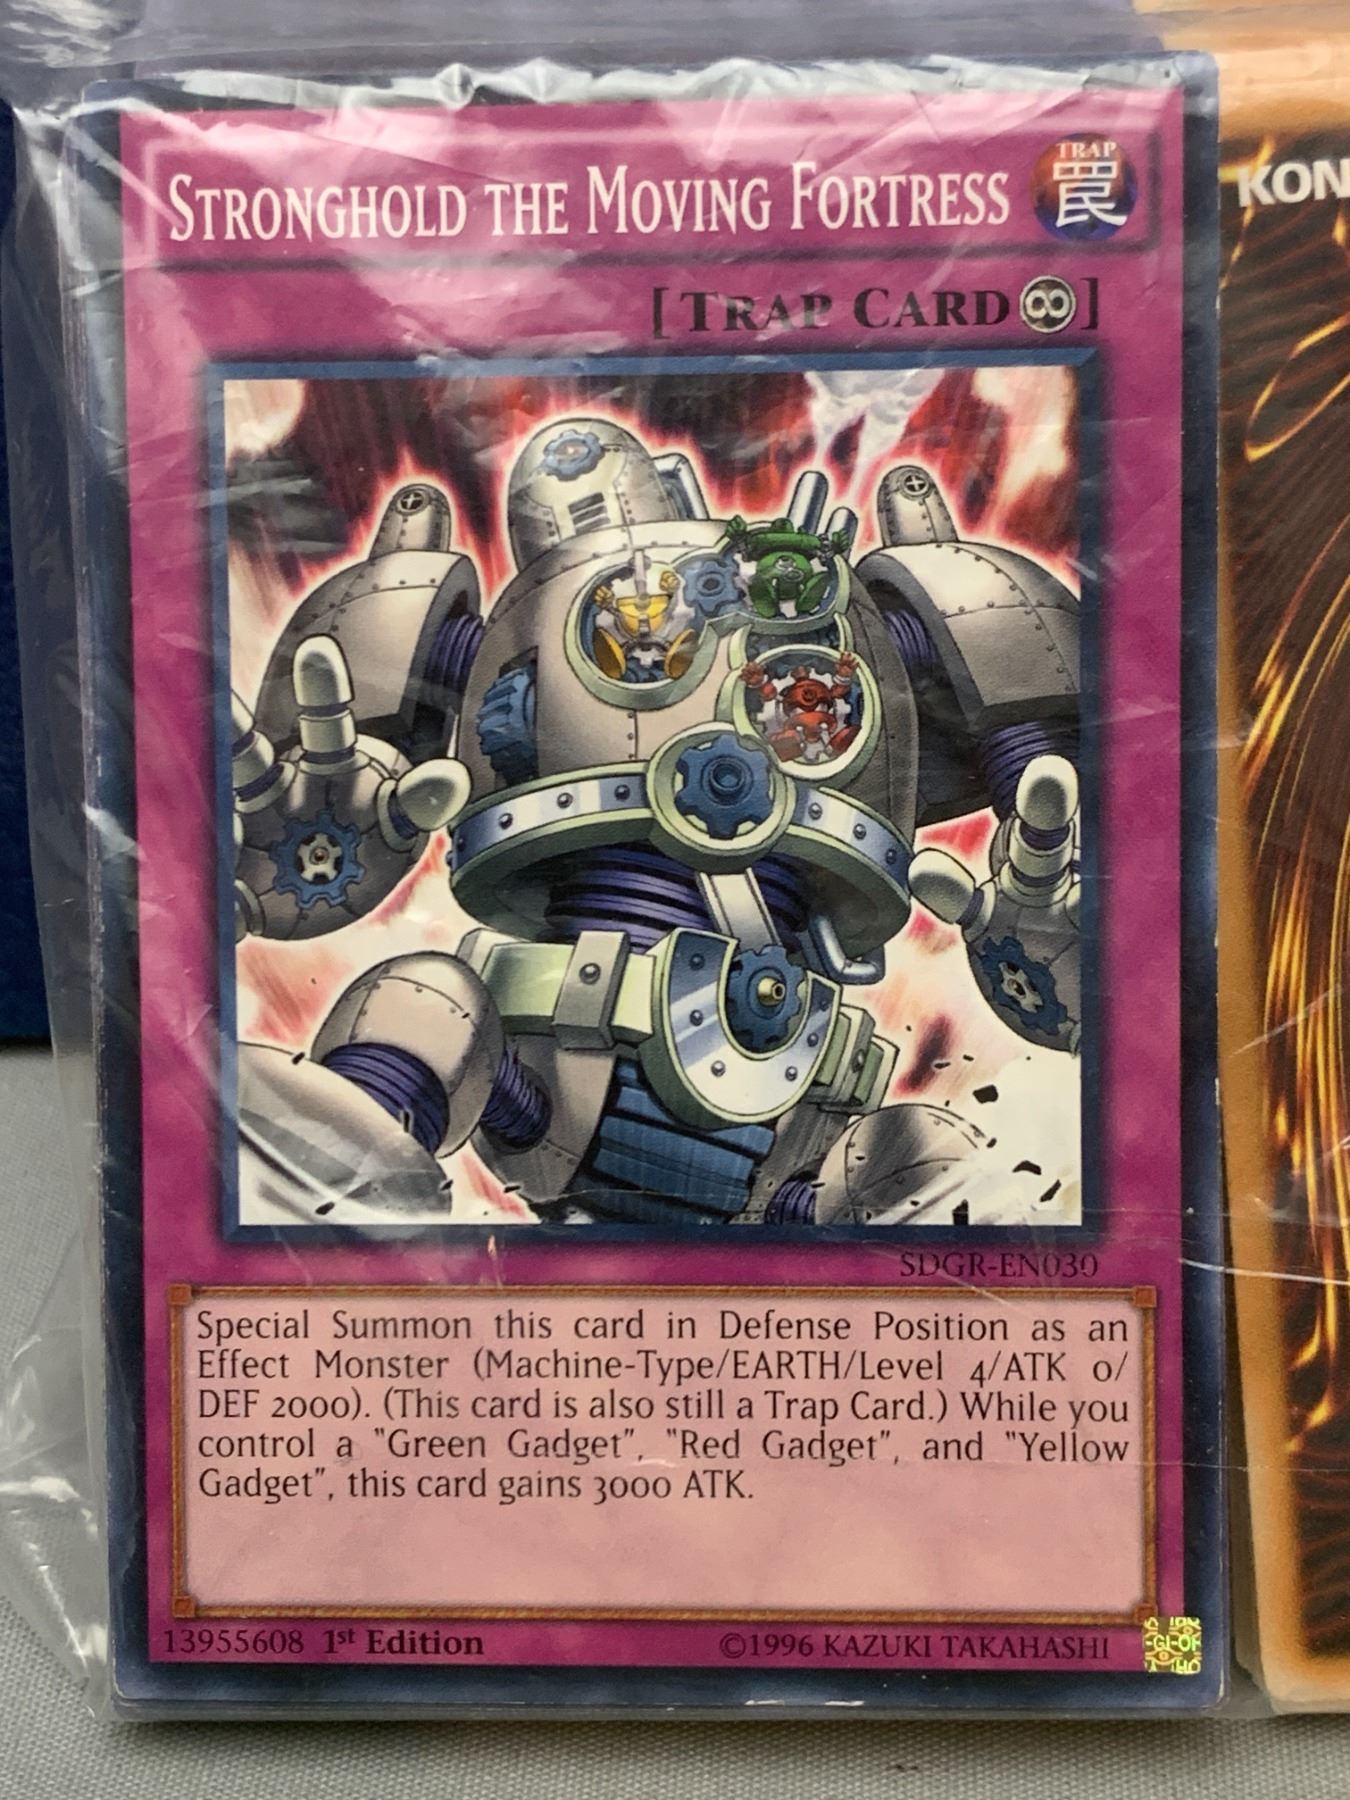 STRONGHOLD THE MOVING FORTRESS
TRAP
罠
[TRAP CARD]
KON
SDGR-EN030
Special Summon this card in Defense Position as an
Effect Monster (Machine-Type/EARTH/Level 4/ATK 0/
DEF 2000). (This card is also still a Trap Card.) While you
control a "Green Gadget", "Red Gadget", and "Yellow
Gadget", this card gains 3000 ATK.
13955608 1st Edition
©1996 KAZUKI TAKAHASHI